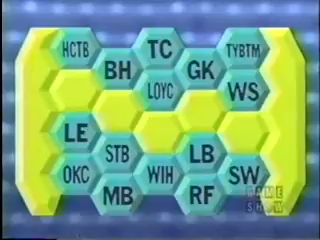 HCTB
TC
TYBTM
BH
GK
LOYC
WS
LE
STB
LB
OKC
WIH
SW
MB
RF
GAME
SHOW